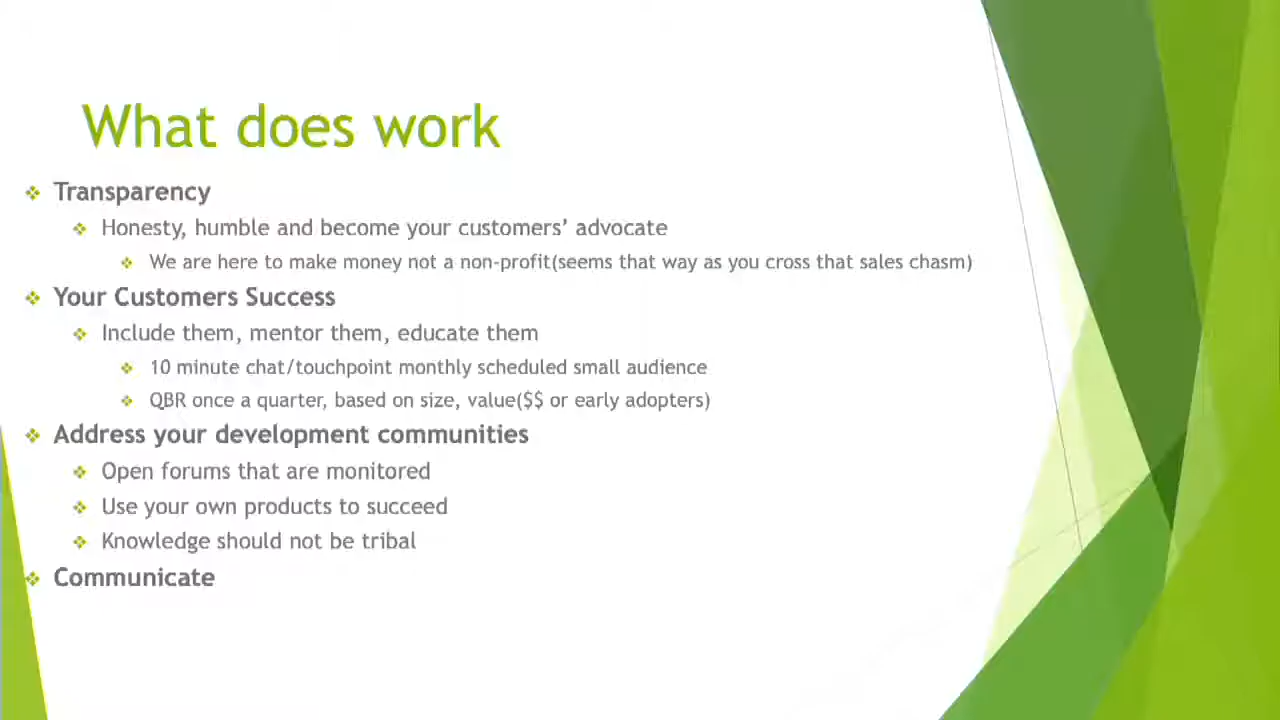 What does work
Transparency
Honesty, humble and become your customers’ advocate
We are here to make money not a non-profit(seems that way as you cross that sales chasm)
Your Customers Success
Include them, mentor them, educate them
10 minute chat/touchpoint monthly scheduled small audience
QBR once a quarter, based on size, value($$ or early adopters)
Address your development communities
Open forums that are monitored
Use your own products to succeed
Knowledge should not be tribal
Communicate